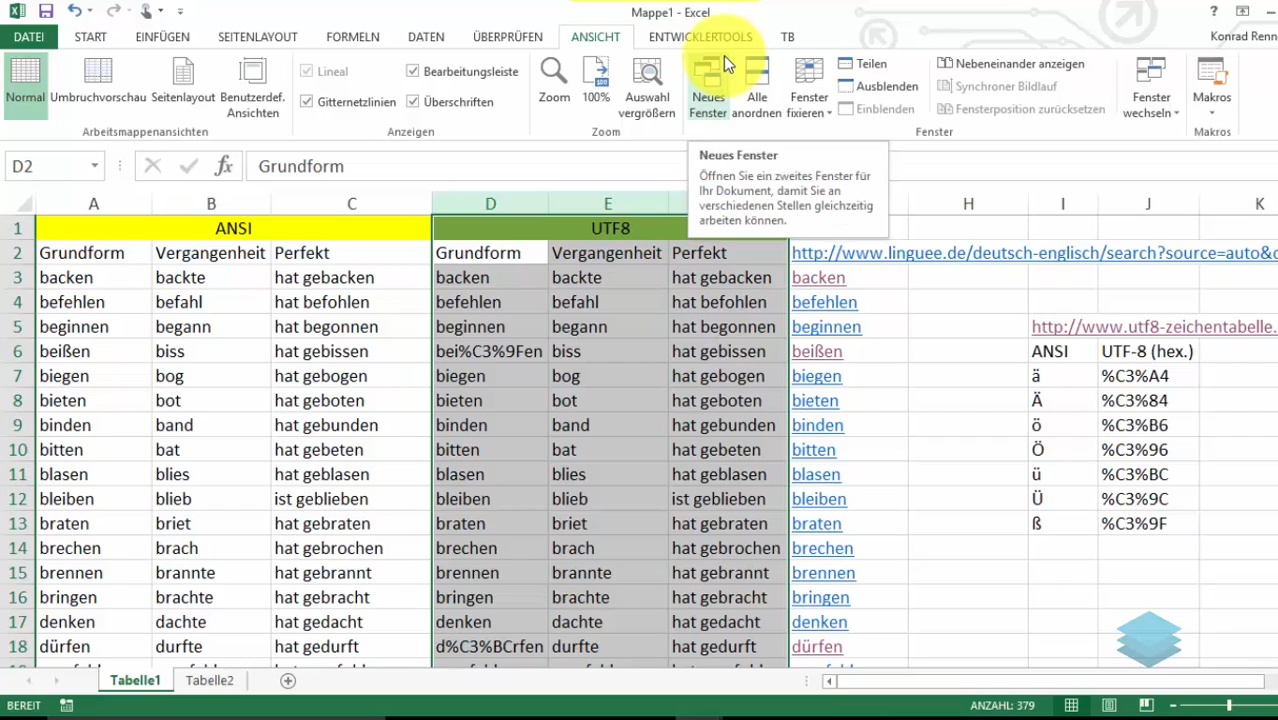 Mappe1 - Excel
?
DATEI START EINFÜGEN SEITENLAYOUT FORMELN DATEN ÜBERPRÜFEN ANSICHT ENTWICKLERTOOLS TB Konrad Renn
Normal Umbruchvorschau Seitenlayout Benutzerdef. Ansichten
Arbeitsmappenansichten
Lineal Bearbeitungsleiste
Gitternetzlinien Überschriften
Anzeigen
Zoom 100% Auswahl vergrößern
Zoom
Neues Fenster Alle anordnen Fenster fixieren
Teilen
Ausblenden
Einblenden
Nebeneinander anzeigen
Synchroner Bildlauf
Fensterposition zurücksetzen
Fenster wechseln
Fenster
Makros
Makros
Neues Fenster
Öffnen Sie ein zweites Fenster für
Ihr Dokument, damit Sie an
verschiedenen Stellen gleichzeitig
arbeiten können.
D2 fx Grundform
A B C D E H I J K
1 ANSI UTF8
2 Grundform Vergangenheit Perfekt Grundform Vergangenheit Perfekt http://www.linguee.de/deutsch-englisch/search?source=auto&
3 backen backte hat gebacken backen backte hat gebacken backen
4 befehlen befahl hat befohlen befehlen befahl hat befohlen befehlen
5 beginnen begann hat begonnen beginnen begann hat begonnen beginnen http://www.utf8-zeichentabelle.
6 beißen biss hat gebissen bei%C3%9Fen biss hat gebissen beißen ANSI UTF-8 (hex.)
7 biegen bog hat gebogen biegen bog hat gebogen biegen ä %C3%A4
8 bieten bot hat geboten bieten bot hat geboten bieten Ä %C3%84
9 binden band hat gebunden binden band hat gebunden binden ö %C3%B6
10 bitten bat hat gebeten bitten bat hat gebeten bitten Ö %C3%96
11 blasen blies hat geblasen blasen blies hat geblasen blasen ü %C3%BC
12 bleiben blieb ist geblieben bleiben blieb ist geblieben bleiben Ü %C3%9C
13 braten briet hat gebraten braten briet hat gebraten braten ß %C3%9F
14 brechen brach hat gebrochen brechen brach hat gebrochen brechen
15 brennen brannte hat gebrannt brennen brannte hat gebrannt brennen
16 bringen brachte hat gebracht bringen brachte hat gebracht bringen
17 denken dachte hat gedacht denken dachte hat gedacht denken
18 dürfen durfte hat gedurft d%C3%BCrfen durfte hat gedurft dürfen
Tabelle1 Tabelle2
BEREIT ANZAHL: 379